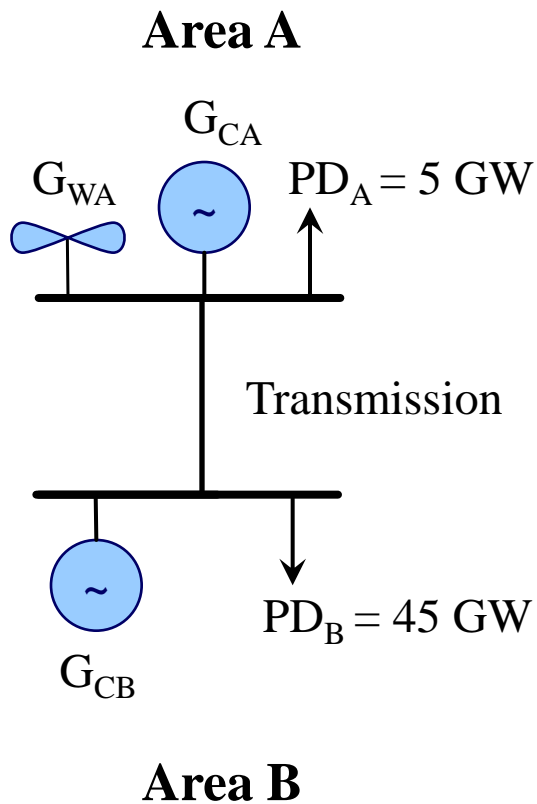 Area A
G_CA
G_WA
PD_A = 5 GW
~
Transmission
~
PD_B = 45 GW
G_CB
Area B